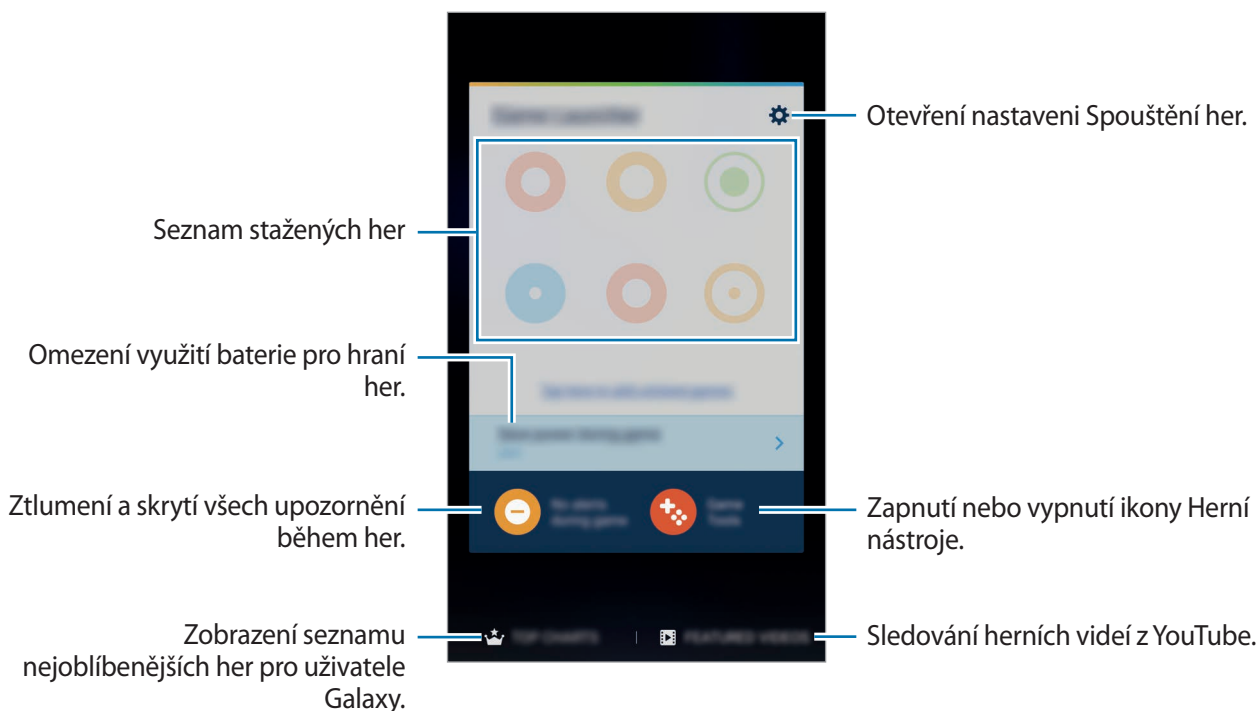 Otevření nastaveni Spouštění her.
Seznam stažených her
Omezení využití baterie pro hraní
her.
Ztlumení a skrytí všech upozornění
během her.
Zapnutí nebo vypnutí ikony Herní
nástroje.
Zobrazení seznamu
nejoblíbenějších her pro uživatele
Galaxy.
Sledování herních videí z YouTube.